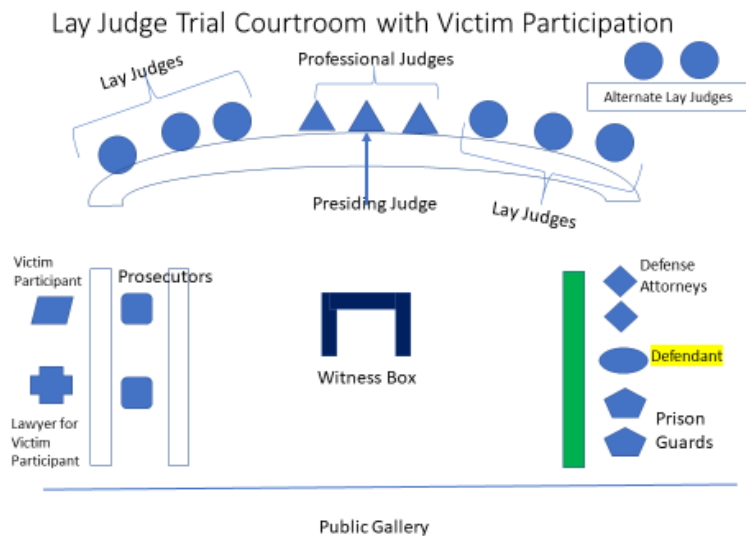 Lay Judge Trial Courtroom with Victim Participation
Lay Judges
Professional Judges
Alternate Lay Judges
Presiding Judge
Lay Judges
Victim
Participant
Prosecutors
Defense
Attorneys
Witness Box
Defendant
Lawyer for
Victim
Participant
Prison
Guards
Public Gallery